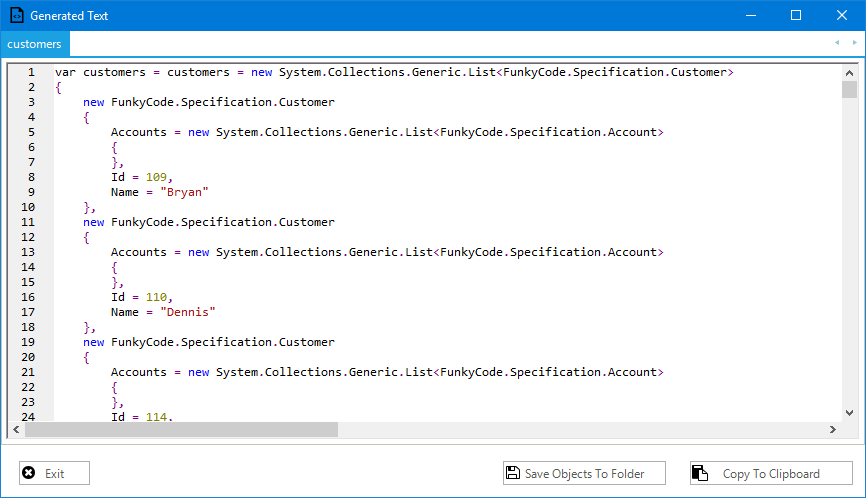 Generated Text
customers
1 var customers = customers = new System.Collections.Generic.List<FunkyCode.Specification.Customer>
2 {
3     new FunkyCode.Specification.Customer
4     {
5         Accounts = new System.Collections.Generic.List<FunkyCode.Specification.Account>
6         {
7         },
8         Id = 109,
9         Name = "Bryan"
10     },
11     new FunkyCode.Specification.Customer
12     {
13         Accounts = new System.Collections.Generic.List<FunkyCode.Specification.Account>
14         {
15         },
16         Id = 110,
17         Name = "Dennis"
18     },
19     new FunkyCode.Specification.Customer
20     {
21         Accounts = new System.Collections.Generic.List<FunkyCode.Specification.Account>
22         {
23         },
24         Id = 114,
Exit Save Objects To Folder Copy To Clipboard